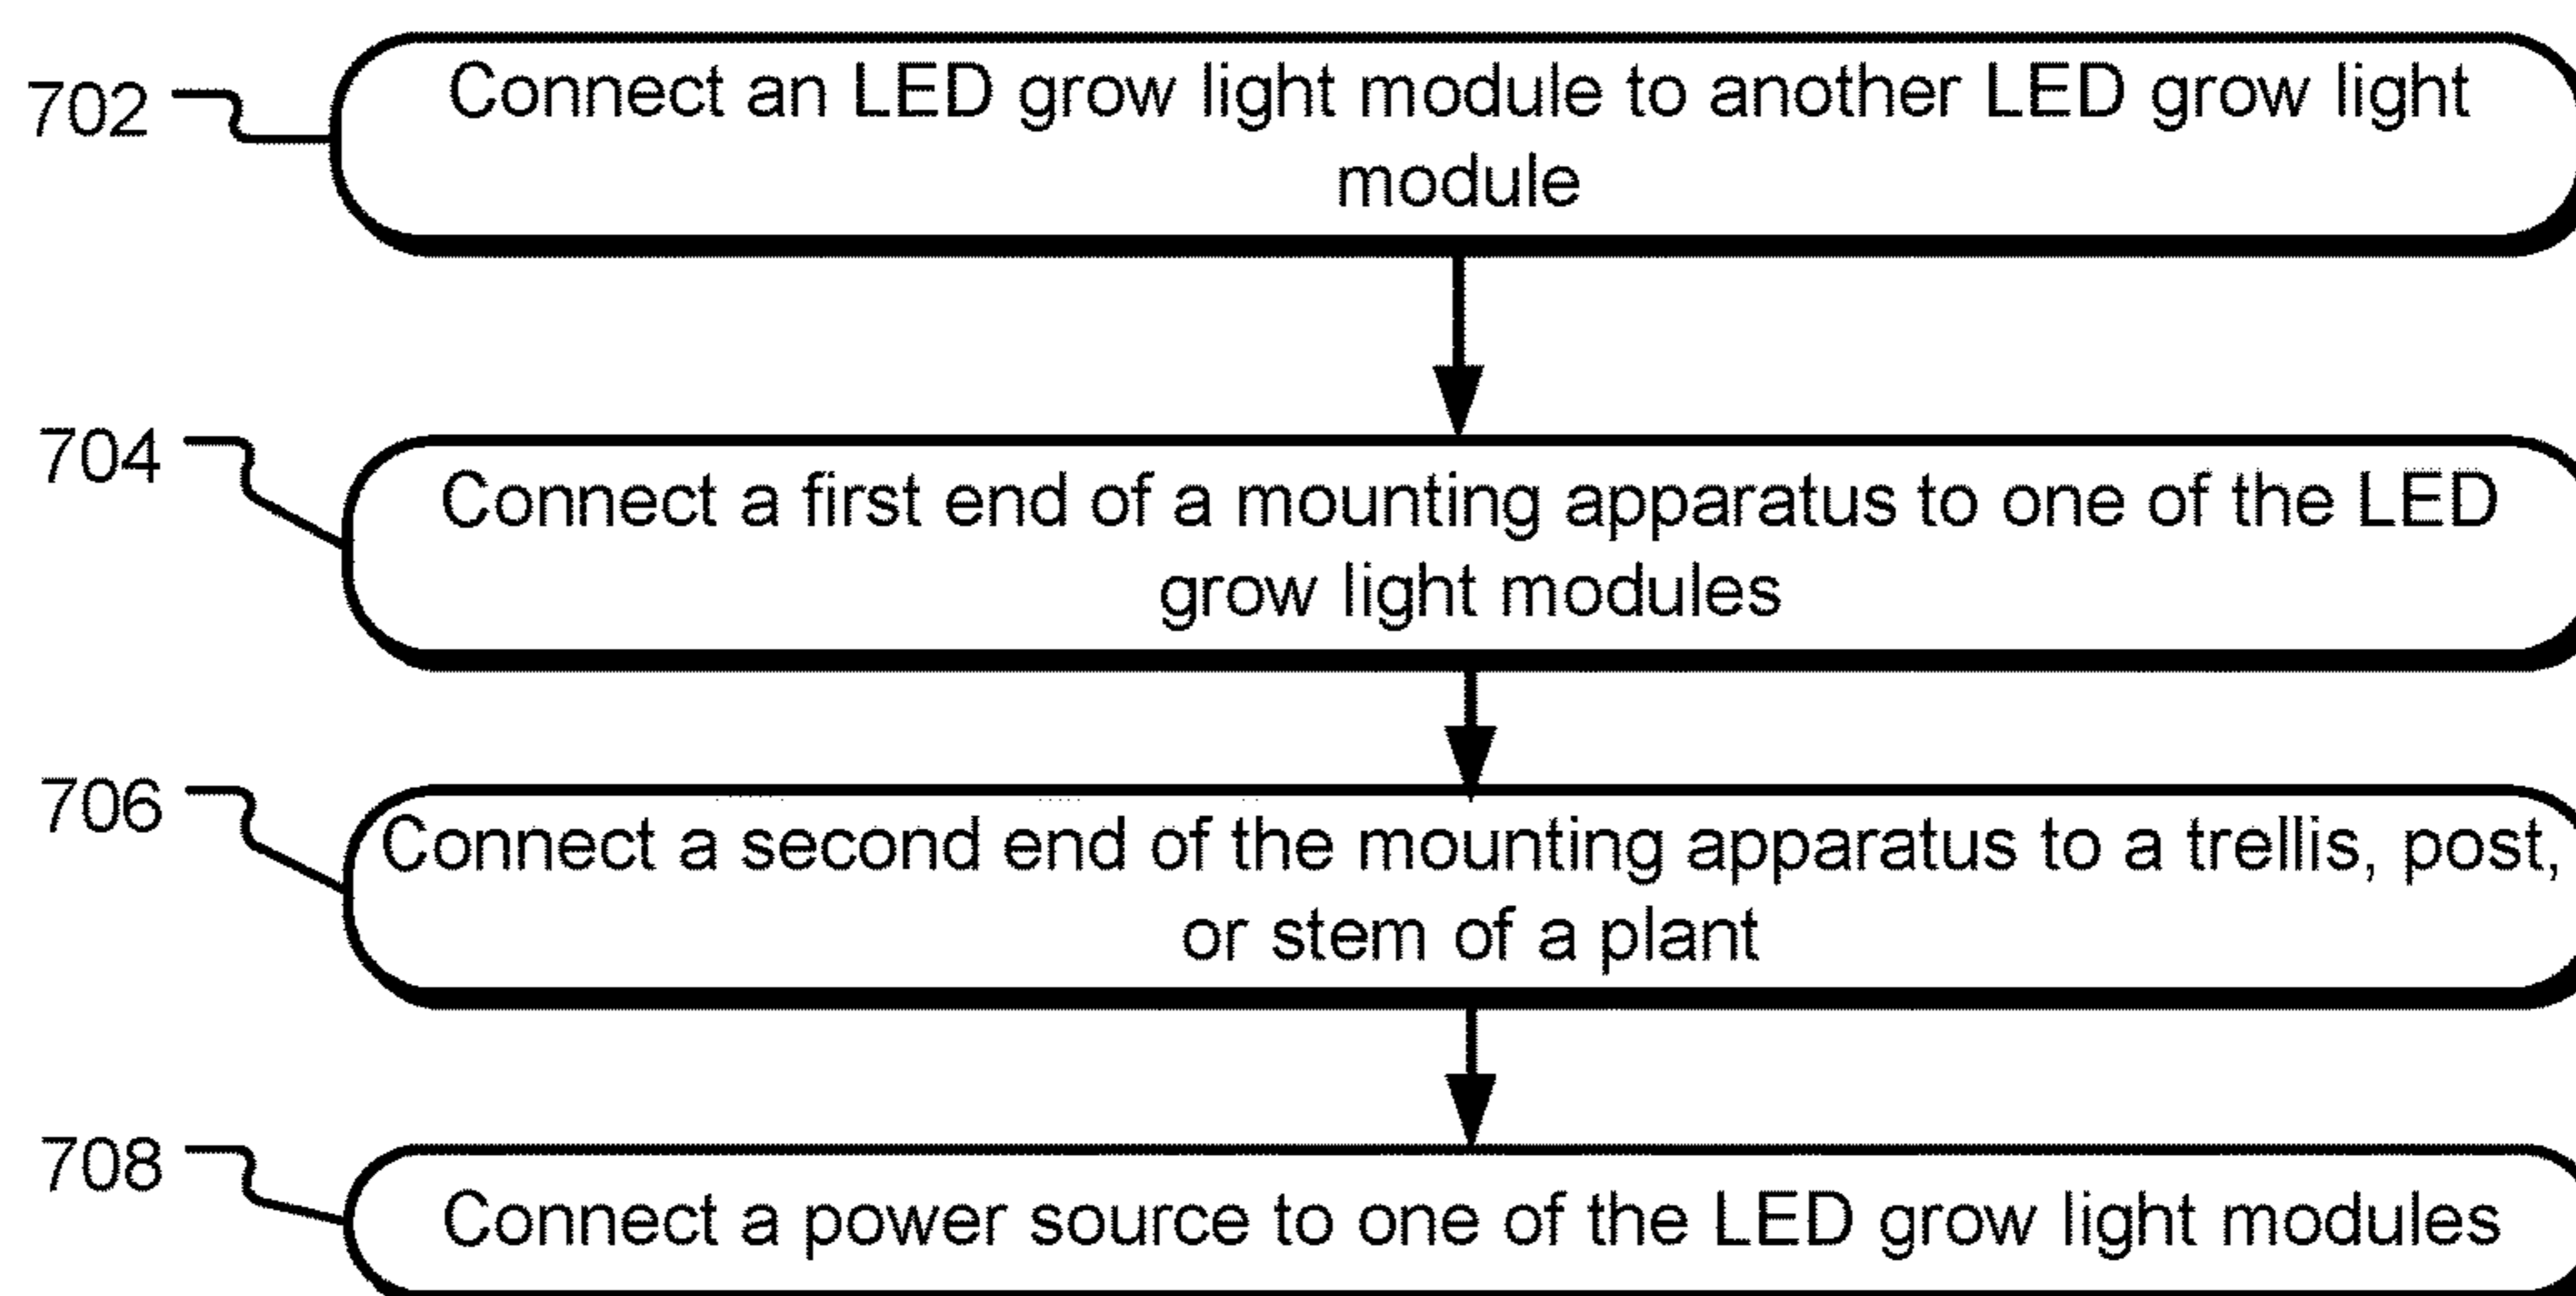 702
Connect an LED grow light module to another LED grow light
module
704
Connect a first end of a mounting apparatus to one of the LED
grow light modules
706
Connect a second end of the mounting apparatus to a trellis, post,
or stem of a plant
708
Connect a power source to one of the LED grow light modules